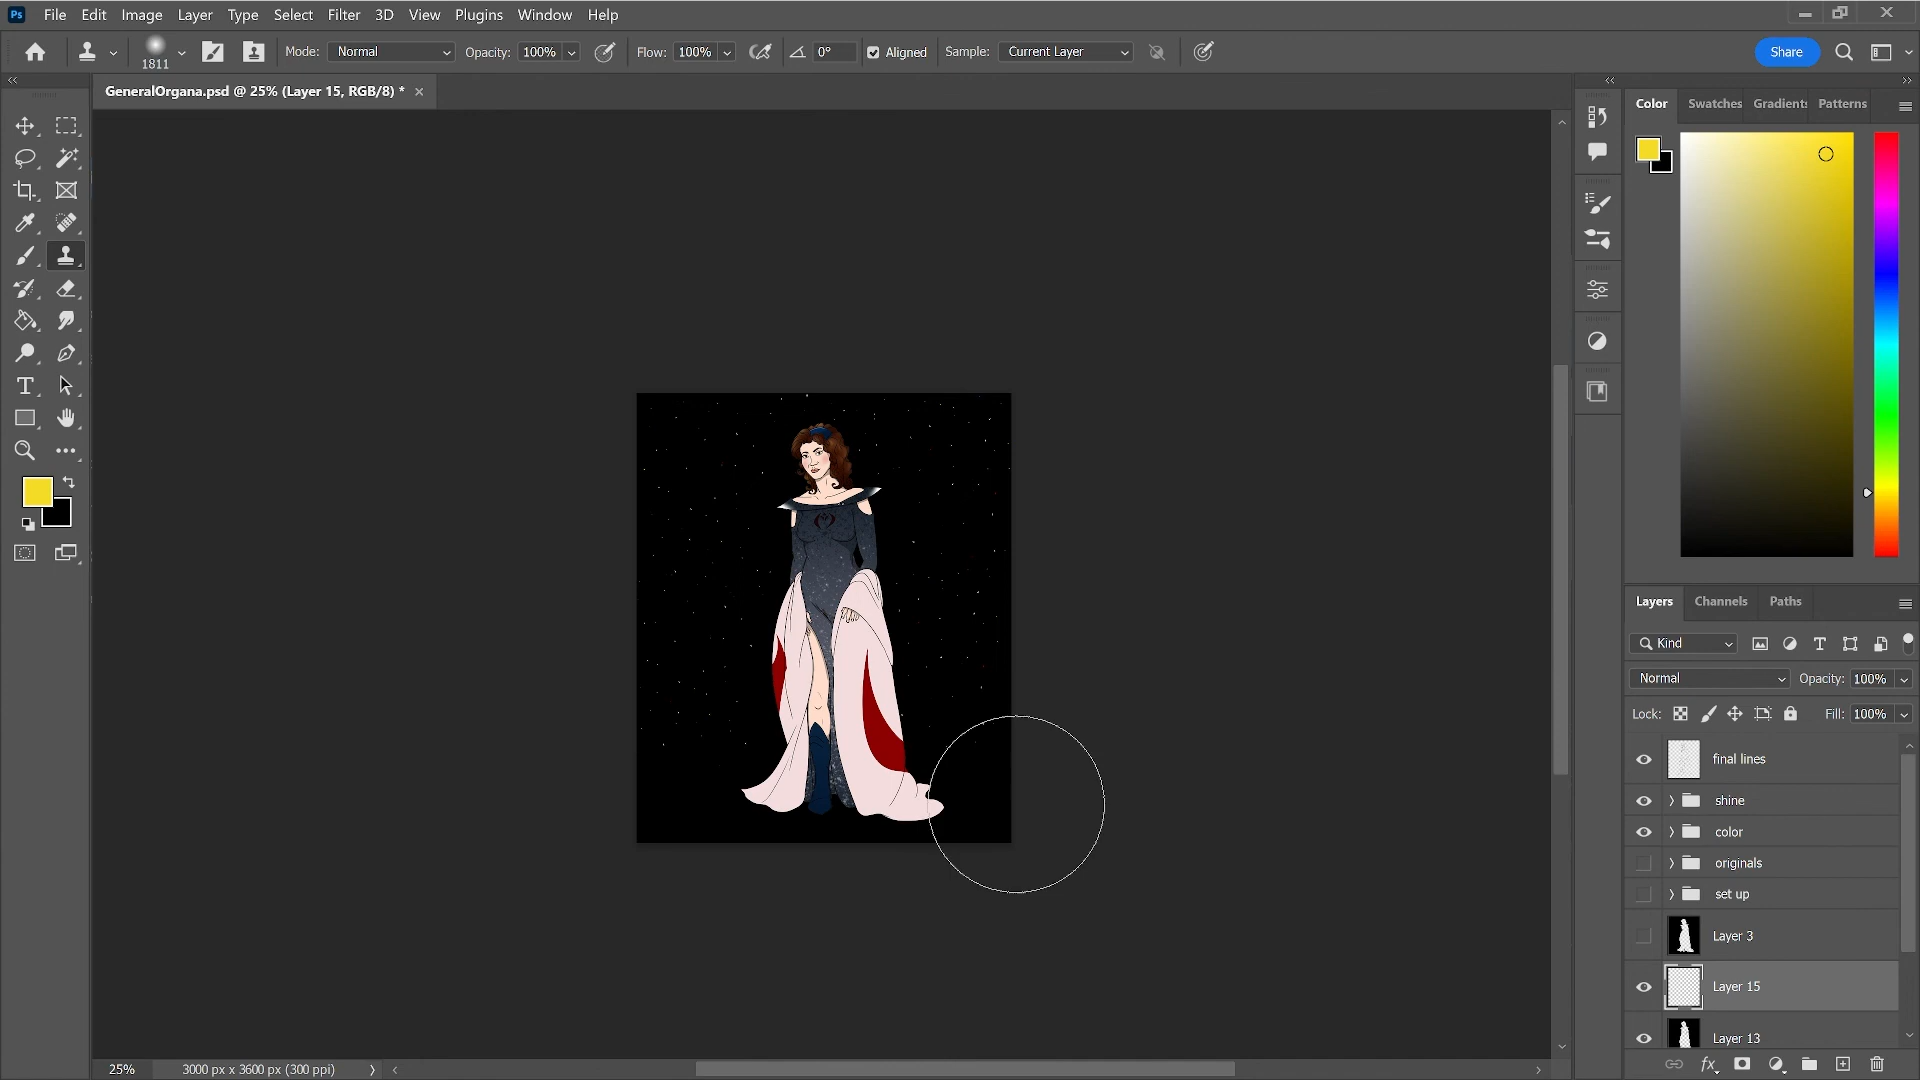 Ps File Edit Image Layer Type Select Filter 3D View Plugins Window Help
1811 Mode: Normal Opacity: 100% Flow: 100% 0° Aligned Sample: Current Layer Share
GeneralOrgana.psd @ 25% (Layer 15, RGB/8) *
Color Swatches Gradients Patterns
Layers Channels Paths
Kind
Normal Opacity: 100%
Lock: Fill: 100%
final lines
shine
color
originals
set up
Layer 3
Layer 15
Layer 13
25% 3000 px x 3600 px (300 ppi)